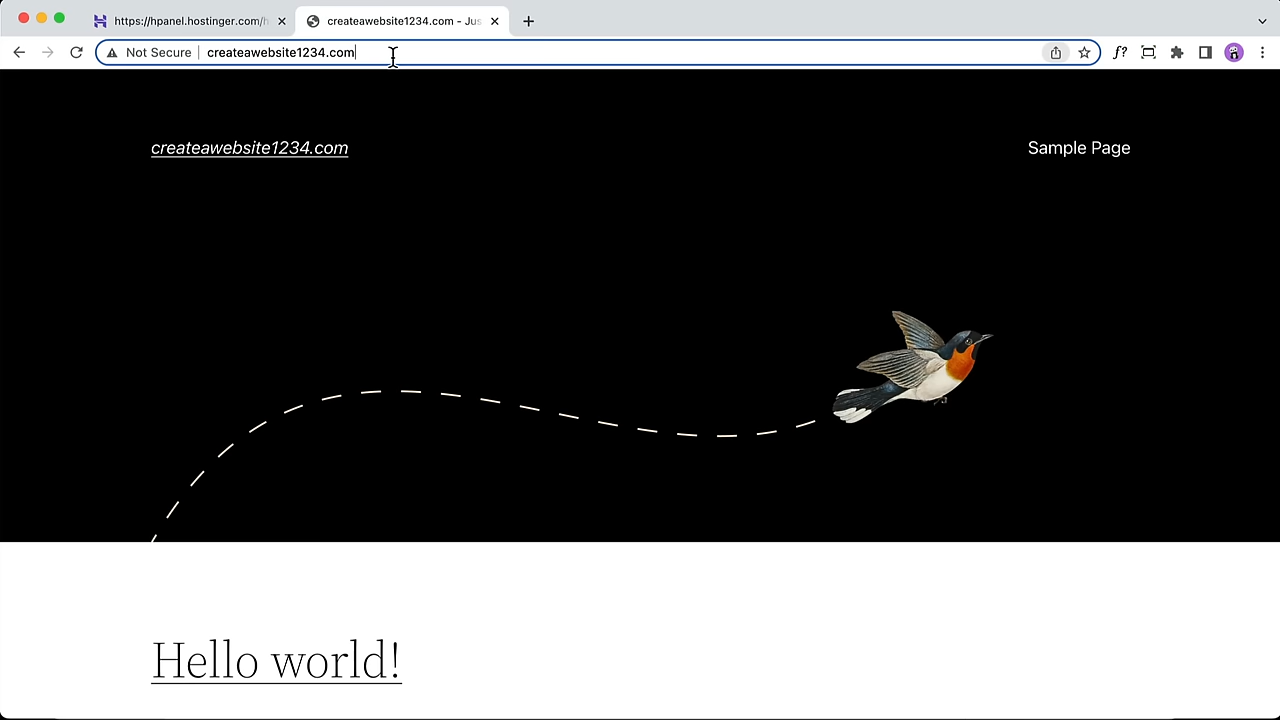 https://hpanel.hostinger.com/h
createawebsite1234.com - Jus
Not Secure
createawebsite1234.com
f?
createawebsite1234.com
Sample Page
Hello world!